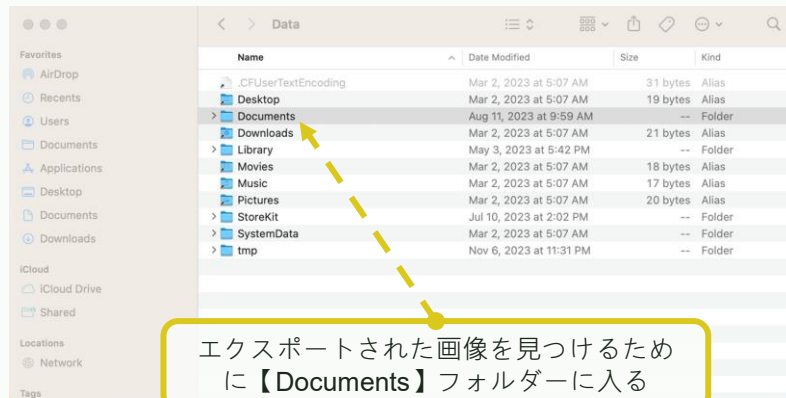 Data
Favorites
AirDrop
Recents
Users
Documents
Applications
Desktop
Documents
Downloads
iCloud
iCloud Drive
Shared
Locations
Network
Tags
Name Date Modified Size Kind
.CFUserTextEncoding Mar 2, 2023 at 5:07 AM 31 bytes Alias
Desktop Mar 2, 2023 at 5:07 AM 19 bytes Alias
Documents Aug 11, 2023 at 9:59 AM -- Folder
Downloads Mar 2, 2023 at 5:07 AM 21 bytes Alias
Library May 3, 2023 at 5:42 PM -- Folder
Movies Mar 2, 2023 at 5:07 AM 18 bytes Alias
Music Mar 2, 2023 at 5:07 AM 17 bytes Alias
Pictures Mar 2, 2023 at 5:07 AM 20 bytes Alias
StoreKit Jul 10, 2023 at 2:02 PM -- Folder
SystemData Mar 2, 2023 at 5:07 AM -- Folder
tmp Nov 6, 2023 at 11:31 PM -- Folder
エクスポートされた画像を見つけるため
に【Documents】フォルダーに入る